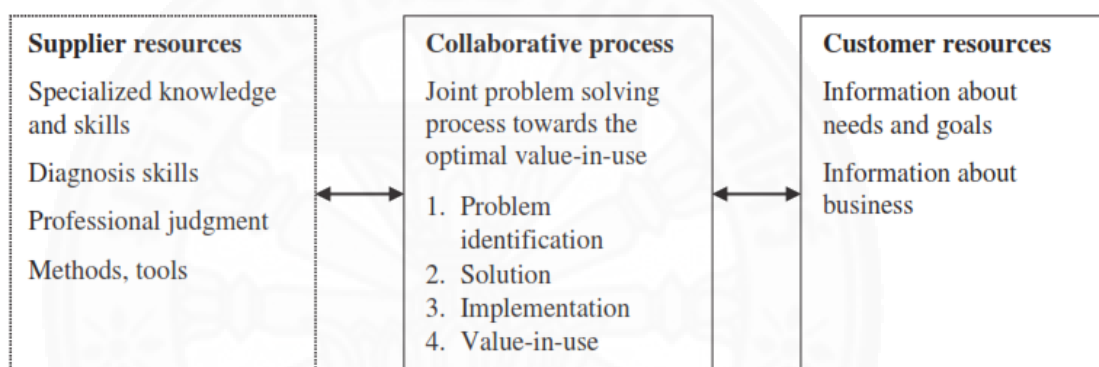 Supplier resources
Specialized knowledge
and skills
Diagnosis skills
Professional judgment
Methods, tools
Collaborative process
Joint problem solving
process towards the
optimal value-in-use
1. Problem
identification
2. Solution
3. Implementation
4. Value-in-use
Customer resources
Information about
needs and goals
Information about
business